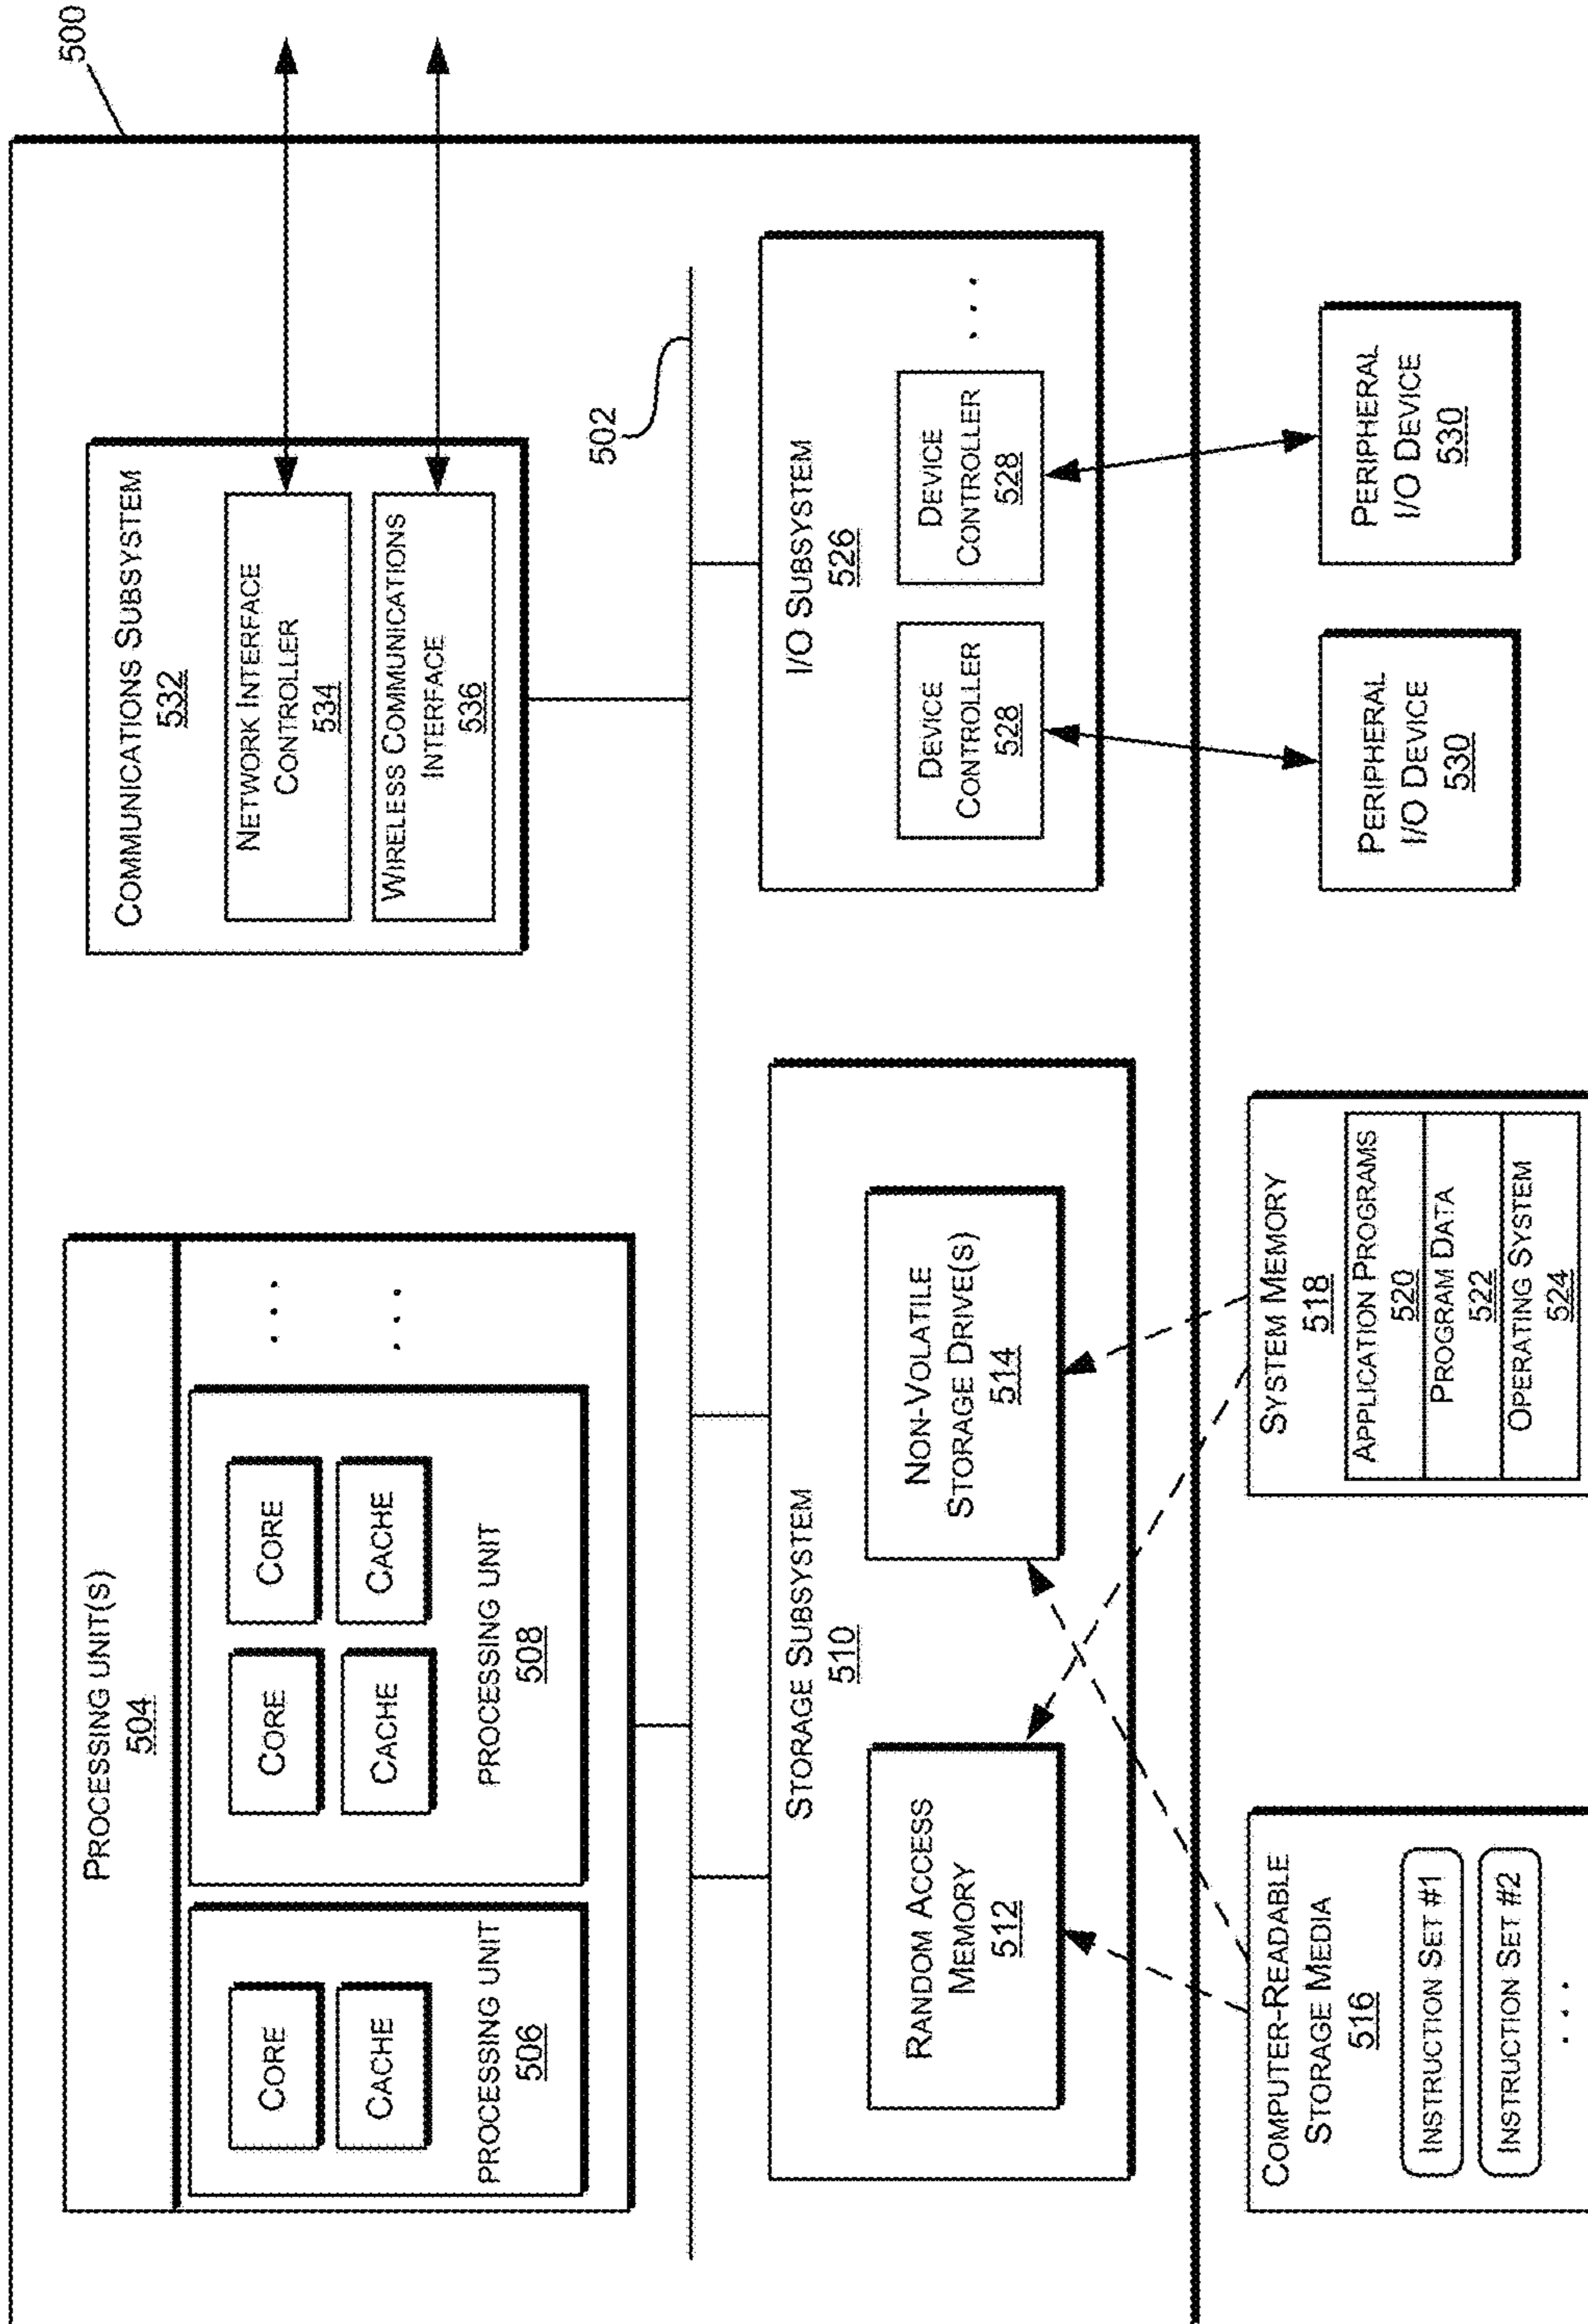 500
PROCESSING UNIT(S)
504
CORE
CACHE
PROCESSING UNIT
506
CORE
CORE
CACHE
CACHE
PROCESSING UNIT
508
. . .
. . .
COMMUNICATIONS SUBSYSTEM
532
NETWORK INTERFACE
CONTROLLER
534
WIRELESS COMMUNICATIONS
INTERFACE
536
502
STORAGE SUBSYSTEM
510
RANDOM ACCESS
MEMORY
512
NON-VOLATILE
STORAGE DRIVE(S)
514
I/O SUBSYSTEM
526
DEVICE
CONTROLLER
528
DEVICE
CONTROLLER
528
. . .
COMPUTER-READABLE
STORAGE MEDIA
516
INSTRUCTION SET #1
INSTRUCTION SET #2
. . .
SYSTEM MEMORY
518
APPLICATION PROGRAMS
520
PROGRAM DATA
522
OPERATING SYSTEM
524
PERIPHERAL
I/O DEVICE
530
PERIPHERAL
I/O DEVICE
530